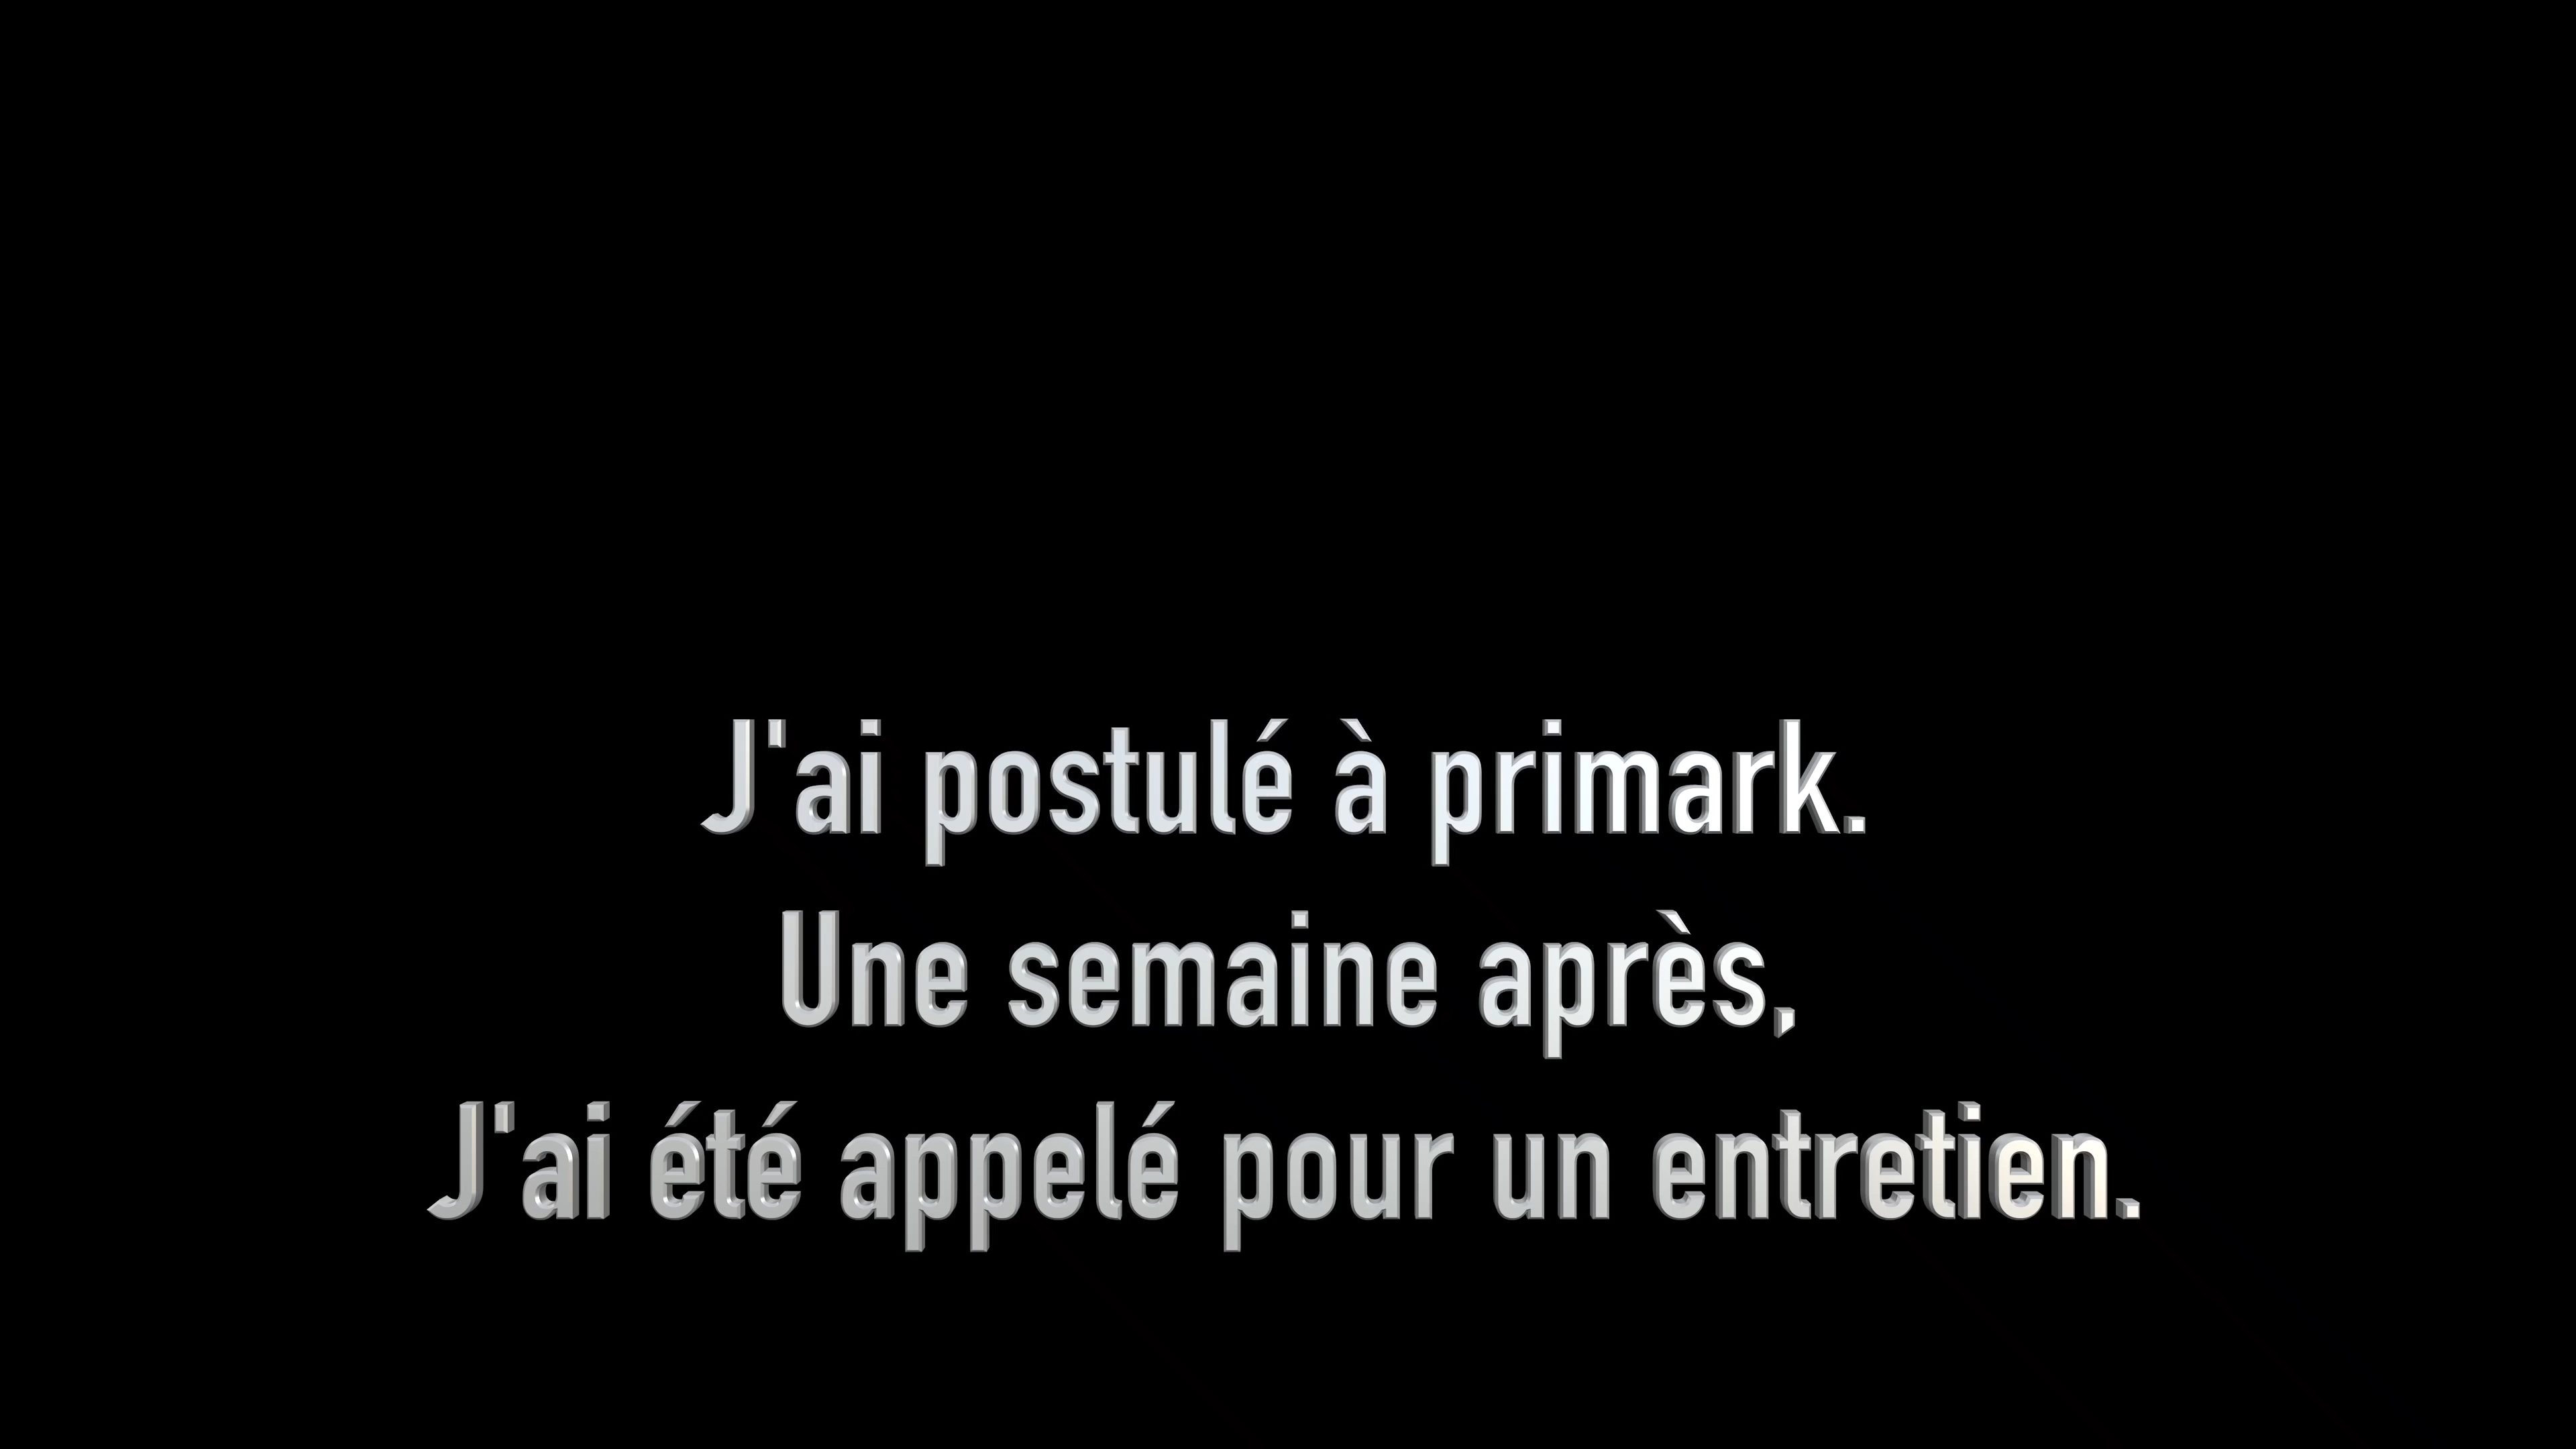 J'ai postulé à primark.
Une semaine après,
J'ai été appelé pour un entretien.